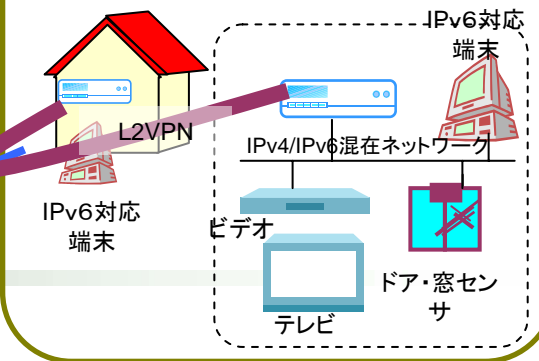 IPv6対応
端末
L2VPN
IPv4/IPv6混在ネットワーク
IPv6対応
端末
ビデオ
ドア・窓セン
サ
テレビ